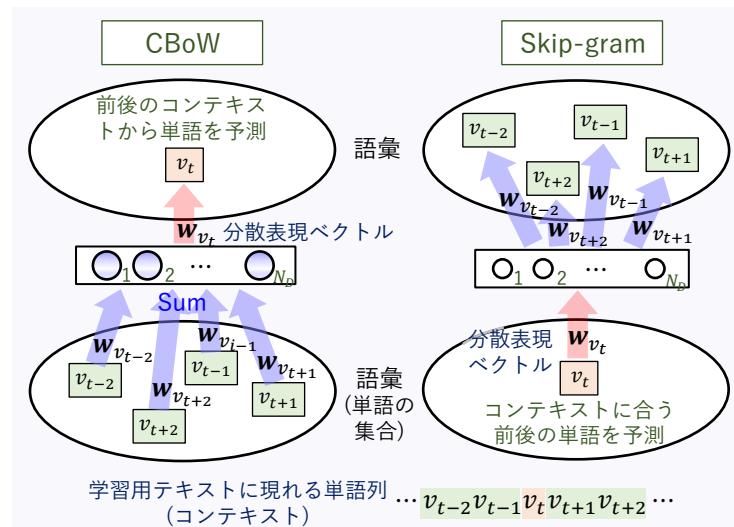 CBoW
Skip-gram
前後のコンテキス
トから単語を予測
v_t
語彙
v_{t−2}
v_{t−1}
v_{t+1}
v_{t+2}
w_{v_t} 分散表現ベクトル
w_{v_{t−2}}
w_{v_{t−1}}
w_{v_{t+2}}
w_{v_{t+1}}
1 2 ... N_D
1 2 ... N_D
Sum
w_{v_{t−2}}
w_{v_{i−1}}
w_{v_{t+2}}
w_{v_{t+1}}
v_{t−2}
v_{t−1}
v_{t+1}
v_{t+2}
語彙
(単語の
集合)
分散表現
ベクトル
w_{v_t}
v_t
コンテキストに合う
前後の単語を予測
学習用テキストに現れる単語列
(コンテキスト)
... v_{t−2} v_{t−1} v_t v_{t+1} v_{t+2} ...